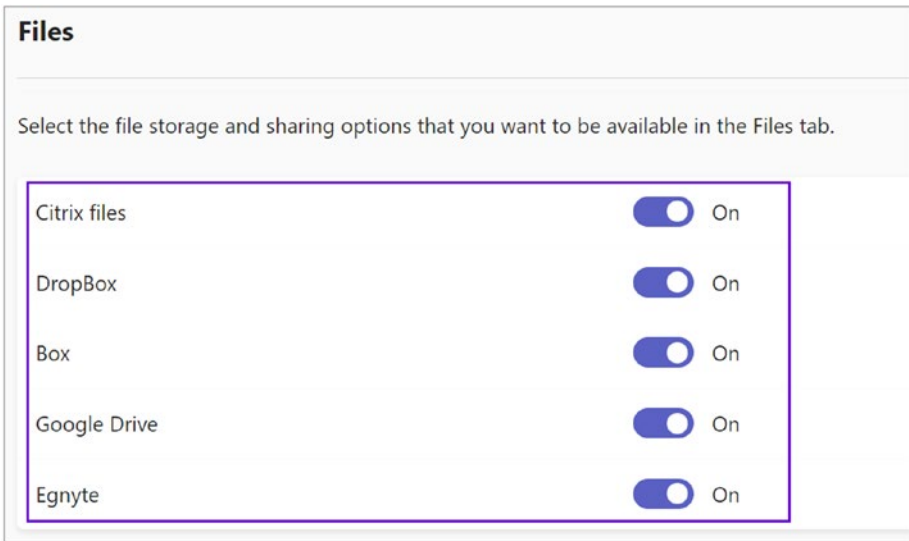 Files
Select the file storage and sharing options that you want to be available in the Files tab.
Citrix files On
DropBox On
Box On
Google Drive On
Egnyte On